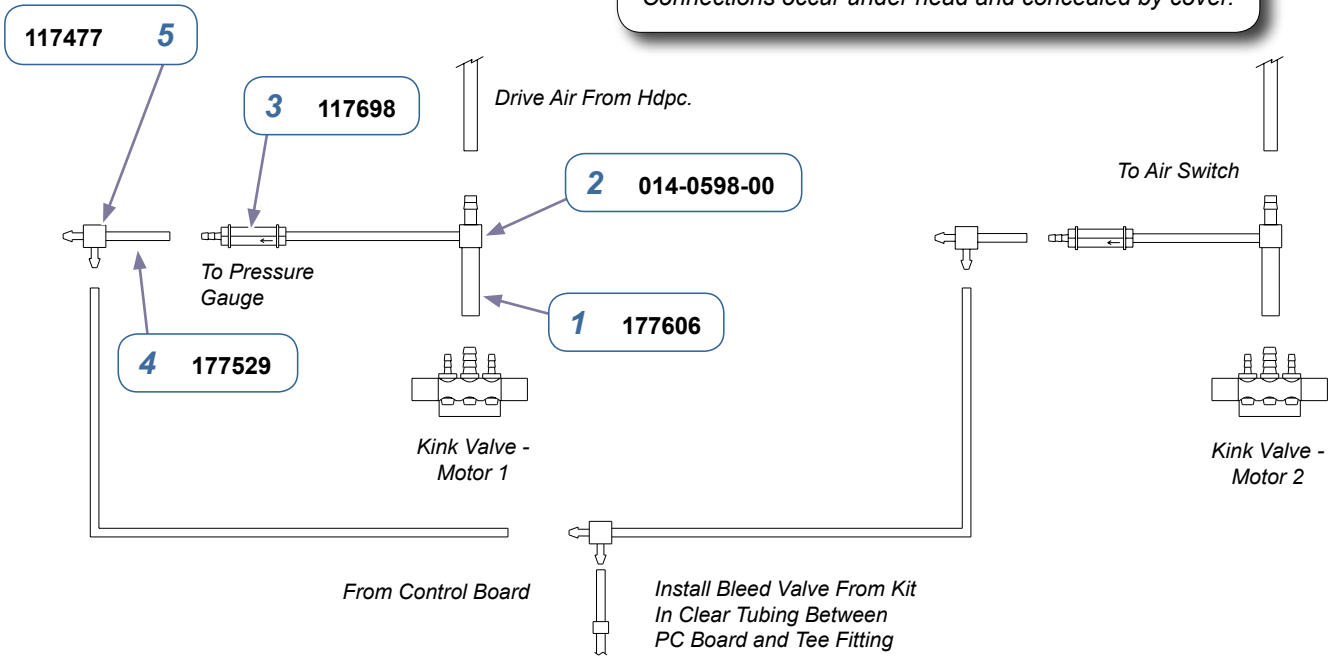 Connections occur under head and concealed by cover.
117477 5
3 117698
Drive Air From Hdpc.
2 014-0598-00
To Air Switch
To Pressure
Gauge
1 177606
4 177529
Kink Valve -
Motor 1
Kink Valve -
Motor 2
From Control Board
Install Bleed Valve From Kit
In Clear Tubing Between
PC Board and Tee Fitting